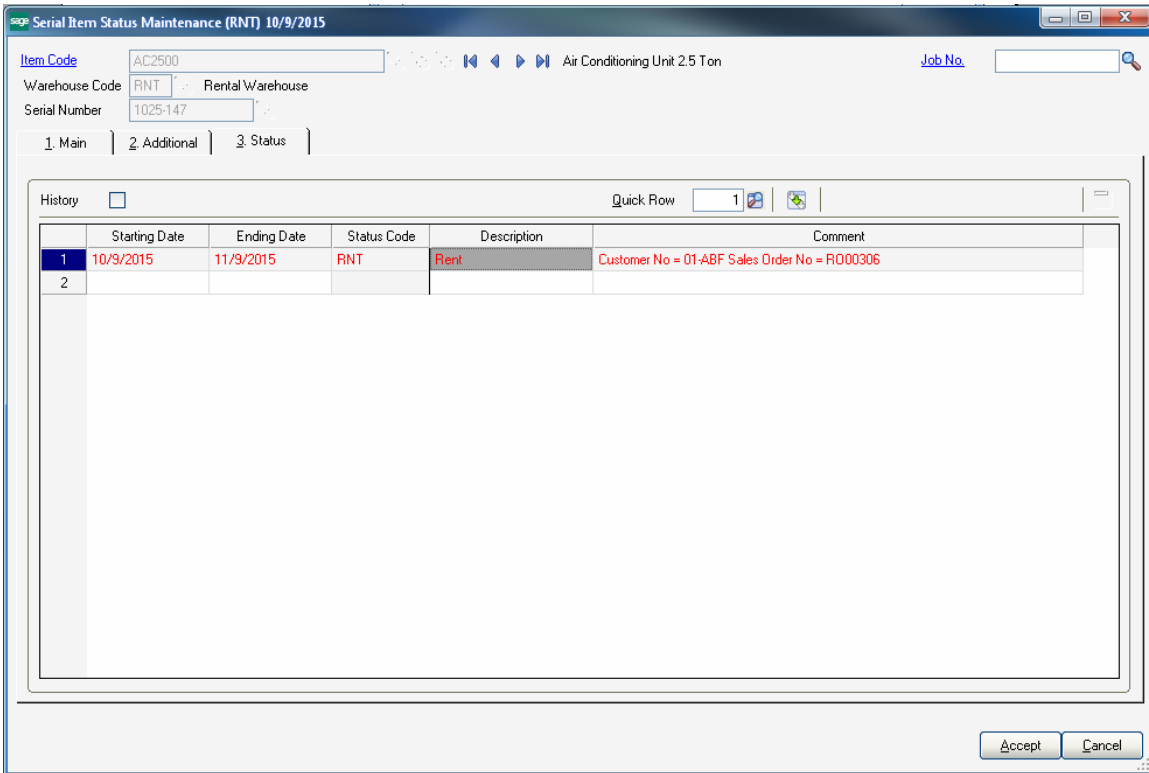 sage Serial Item Status Maintenance (RNT) 10/9/2015
Item Code AC2500 Air Conditioning Unit 2.5 Ton Job No.
Warehouse Code RNT Rental Warehouse
Serial Number 1025-147
1. Main 2. Additional 3. Status
History Quick Row 1
Starting Date Ending Date Status Code Description Comment
1 10/9/2015 11/9/2015 RNT Rent Customer No = 01-ABF Sales Order No = RO00306
2
Accept Cancel